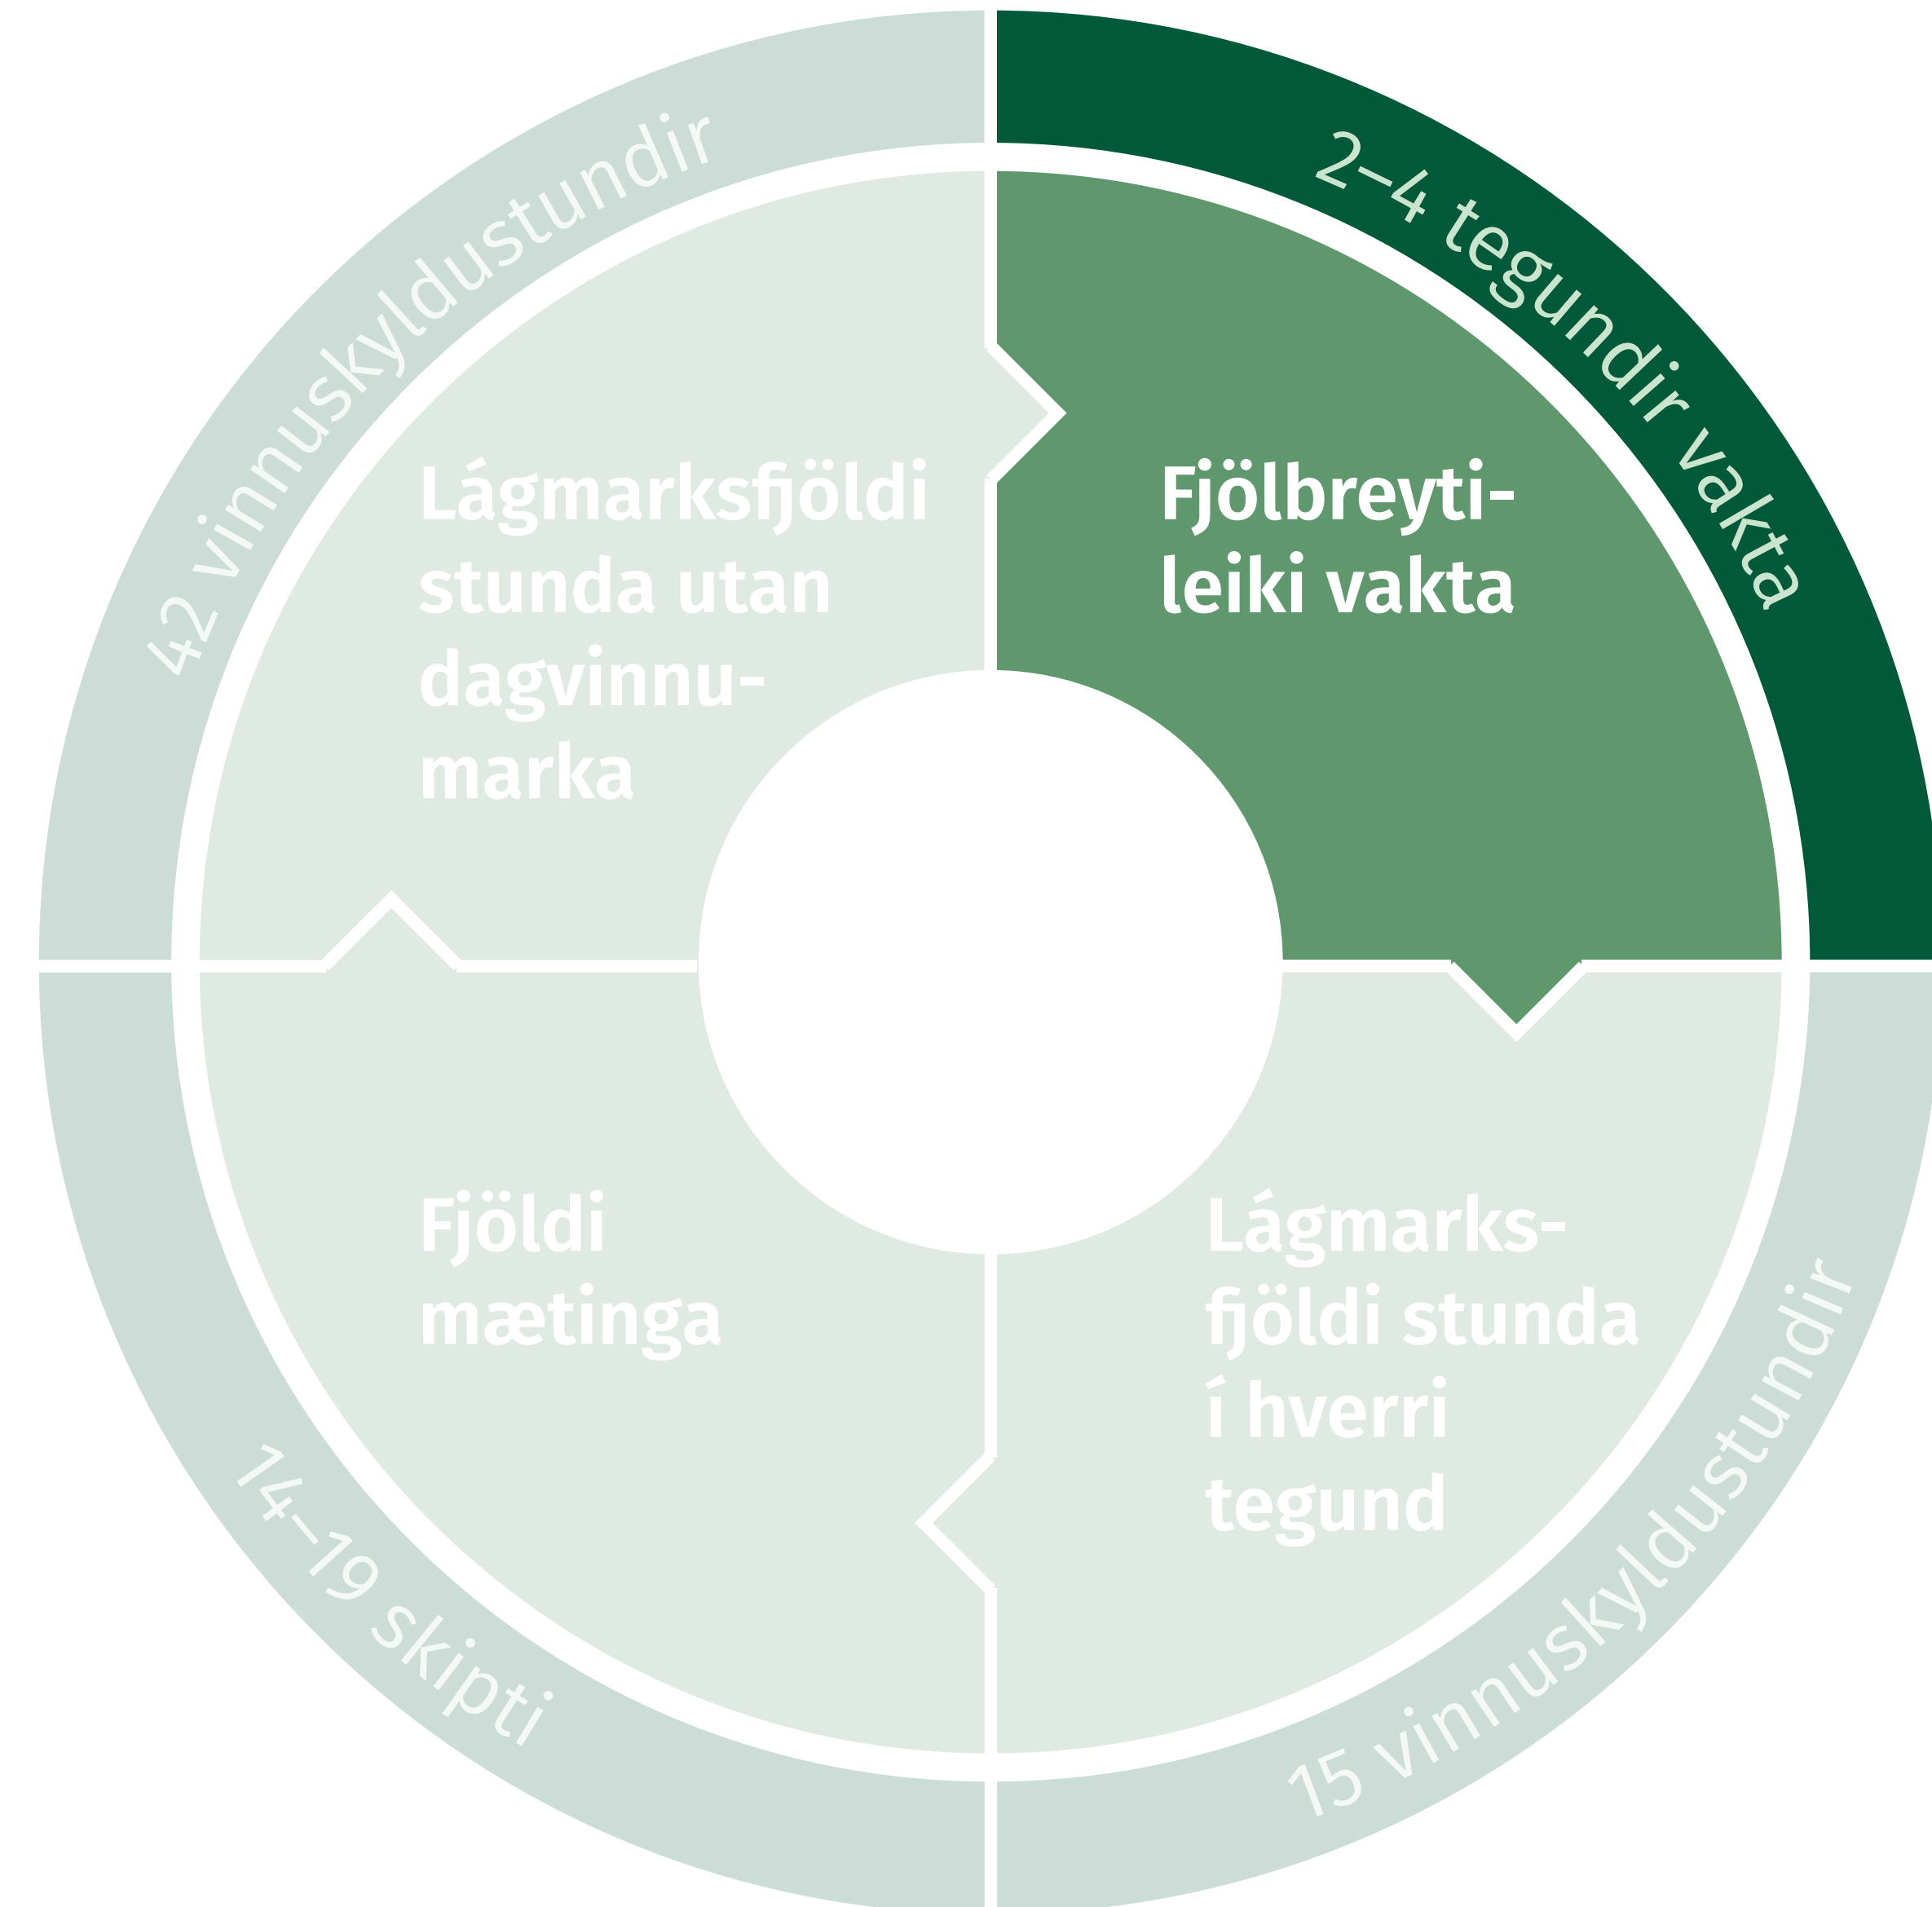 42 vinnuskyldustundir
2–4 tegundir vakta
Lágmarksfjöldi
stunda utan
dagvinnu-
marka
Fjölbreyti-
leiki vakta
Fjöldi
mætinga
Lágmarks-
fjöldi stunda
í hverri
tegund
14–19 skipti
15 vinnuskyldustundir